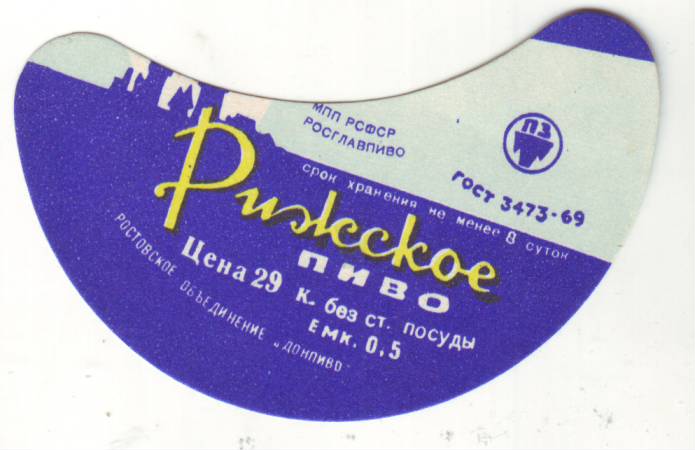 МПП РСФСР
РОСГЛАВПИВО
ПЗ
ГОСТ 3473-69
срок хранения не менее 8 суток
Рижское
ПИВО
Цена 29 к. без ст. посуды
ЕМК. 0,5
РОСТОВСКОЕ ОБЪЕДИНЕНИЕ „ДОНПИВО"